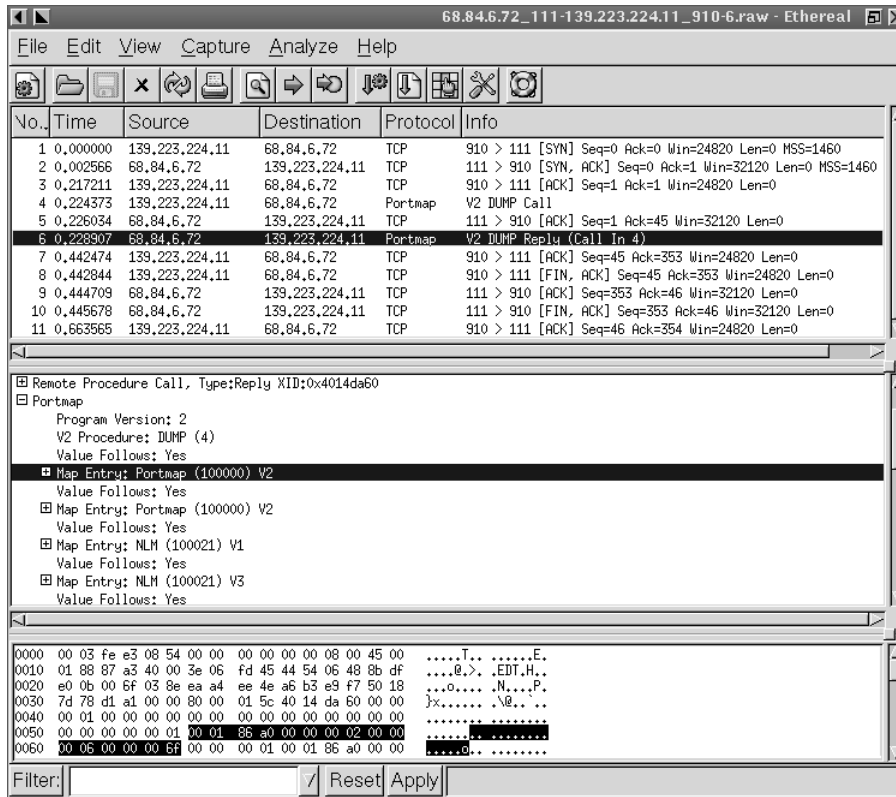 68.84.6.72_111-139.223.224.11_910-6.raw - Ethereal
File Edit View Capture Analyze Help
No. Time Source Destination Protocol Info
1 0.000000 139.223.224.11 68.84.6.72 TCP 910 > 111 [SYN] Seq=0 Ack=0 Win=24820 Len=0 MSS=1460
2 0.002566 68.84.6.72 139.223.224.11 TCP 111 > 910 [SYN, ACK] Seq=0 Ack=1 Win=32120 Len=0 MSS=1460
3 0.217211 139.223.224.11 68.84.6.72 TCP 910 > 111 [ACK] Seq=1 Ack=1 Win=24820 Len=0
4 0.224373 139.223.224.11 68.84.6.72 Portmap V2 DUMP Call
5 0.226034 68.84.6.72 139.223.224.11 TCP 111 > 910 [ACK] Seq=1 Ack=45 Win=32120 Len=0
6 0.228907 68.84.6.72 139.223.224.11 Portmap V2 DUMP Reply (Call In 4)
7 0.442474 139.223.224.11 68.84.6.72 TCP 910 > 111 [ACK] Seq=45 Ack=353 Win=24820 Len=0
8 0.442844 139.223.224.11 68.84.6.72 TCP 910 > 111 [FIN, ACK] Seq=45 Ack=353 Win=24820 Len=0
9 0.444709 68.84.6.72 139.223.224.11 TCP 111 > 910 [ACK] Seq=353 Ack=46 Win=32120 Len=0
10 0.445678 68.84.6.72 139.223.224.11 TCP 111 > 910 [FIN, ACK] Seq=353 Ack=46 Win=32120 Len=0
11 0.663565 139.223.224.11 68.84.6.72 TCP 910 > 111 [ACK] Seq=46 Ack=354 Win=24820 Len=0
Remote Procedure Call, Type:Reply XID:0x4014da60
Portmap
Program Version: 2
V2 Procedure: DUMP (4)
Value Follows: Yes
Map Entry: Portmap (100000) V2
Value Follows: Yes
Map Entry: Portmap (100000) V2
Value Follows: Yes
Map Entry: NLM (100021) V1
Value Follows: Yes
Map Entry: NLM (100021) V3
Value Follows: Yes
0000 00 03 fe e3 08 54 00 00 00 00 00 00 08 00 45 00 .....T.. ......E.
0010 01 88 87 a3 40 00 3e 06 fd 45 44 54 06 48 8b df ....@.>. .EDT.H..
0020 e0 0b 00 6f 03 8e ea a4 ee 4e a6 b3 e9 f7 50 18 ...o.... .N....P.
0030 7d 78 d1 a1 00 00 80 00 01 5c 40 14 da 60 00 00 }x...... .\@..`..
0040 00 01 00 00 00 00 00 00 00 00 00 00 00 00 00 00 ........ ........
0050 00 00 00 00 00 01 00 01 86 a0 00 00 00 02 00 00 ........ ........
0060 00 06 00 00 00 6f 00 00 00 01 00 01 86 a0 00 00 .....o.. ........
Filter: Reset Apply